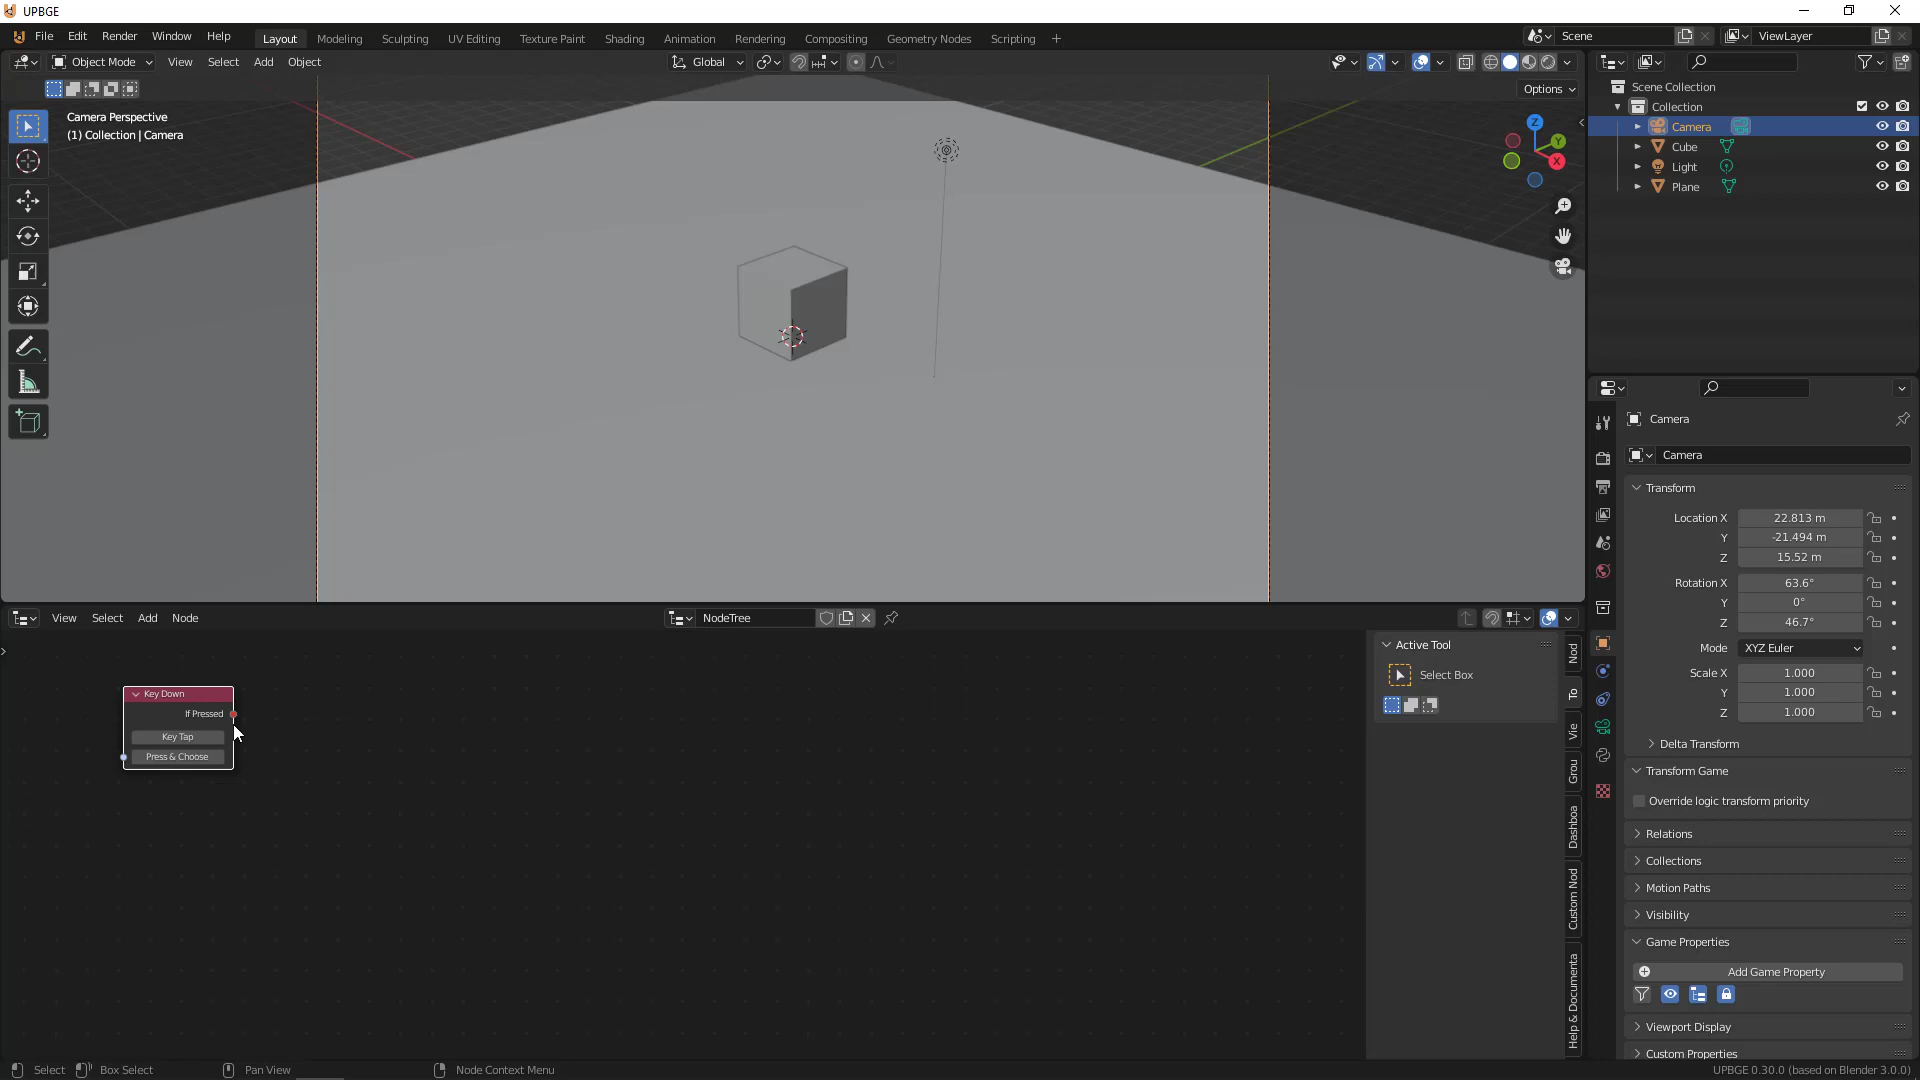 UPBGE
File Edit Render Window Help
Layout Modeling Sculpting UV Editing Texture Paint Shading Animation Rendering Compositing Geometry Nodes Scripting
Scene ViewLayer
Object Mode View Select Add Object
Global
Options
Camera Perspective
(1) Collection | Camera
Z
Y
X
Scene Collection
Collection
Camera
Cube
Light
Plane
Camera
Camera
Transform
Location X 22.813 m
Y -21.494 m
Z 15.52 m
Rotation X 63.6°
Y 0°
Z 46.7°
Mode XYZ Euler
Scale X 1.000
Y 1.000
Z 1.000
Delta Transform
Transform Game
Override logic transform priority
Relations
Collections
Motion Paths
Visibility
Game Properties
Add Game Property
Viewport Display
Custom Properties
View Select Add Node
NodeTree
Key Down
If Pressed
Key Tap
Press & Choose
Active Tool
Select Box
Nod
To
Vie
Grou
Dashboa
Custom Nod
Help & Documenta
Select Box Select Pan View Node Context Menu
UPBGE 0.30.0 (based on Blender 3.0.0)